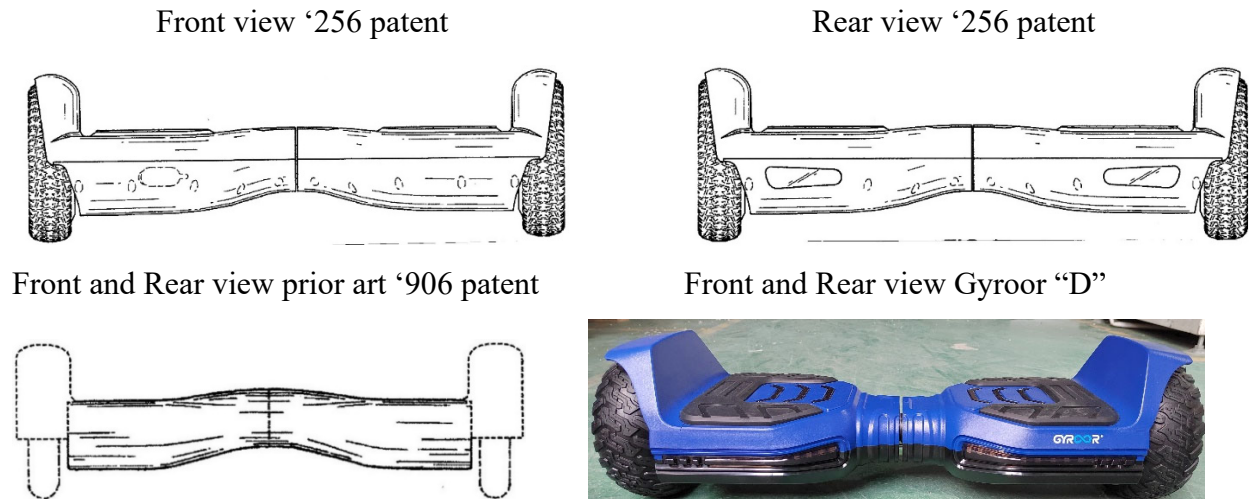 Front view ‘256 patent
Rear view ‘256 patent
Front and Rear view prior art ‘906 patent
Front and Rear view Gyroor “D”
GYROOR